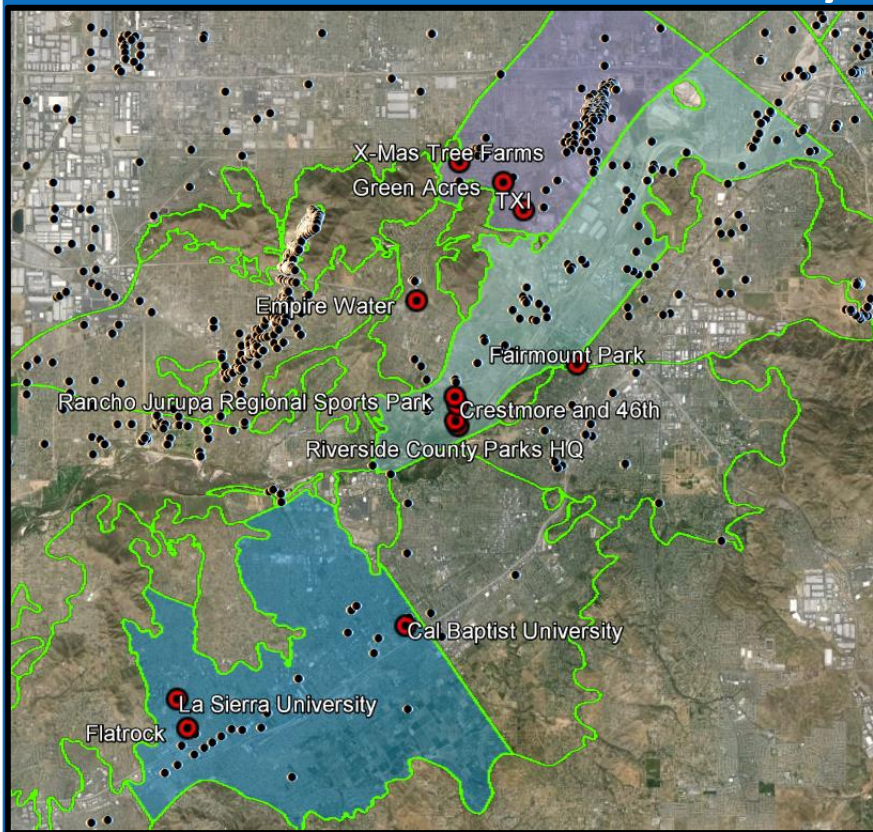 X-Mas Tree Farms
Green Acres
TXI
Empire Water
Fairmount Park
Rancho Jurupa Regional Sports Park
Crestmore and 46th
Riverside County Parks HQ
Cal Baptist University
La Sierra University
Flatrock